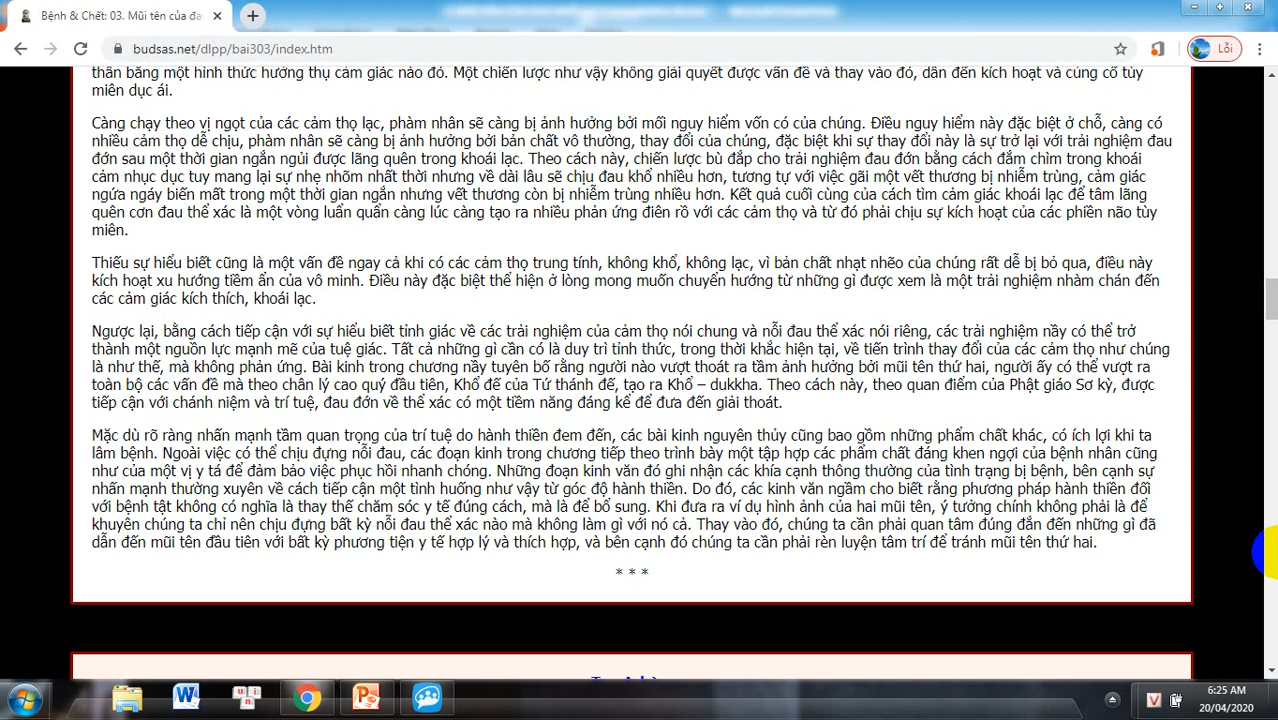 Bệnh & Chết: 03. Mũi tên của đa
budsas.net/dlpp/bai303/index.htm
Lỗi
thân bằng một hình thức hưởng thụ cảm giác nào đó. Một chiến lược như vậy không giải quyết được vấn đề và thay vào đó, dẫn đến kích hoạt và củng cố tùy
miên dục ái.
Càng chạy theo vị ngọt của các cảm thọ lạc, phàm nhân sẽ càng bị ảnh hưởng bởi mối nguy hiểm vốn có của chúng. Điều nguy hiểm này đặc biệt ở chỗ, càng có
nhiều cảm thọ dễ chịu, phàm nhân sẽ càng bị ảnh hưởng bởi bản chất vô thường, thay đổi của chúng, đặc biệt khi sự thay đổi này là sự trở lại với trải nghiệm đau
đớn sau một thời gian ngắn ngủi được lãng quên trong khoái lạc. Theo cách này, chiến lược bù đắp cho trải nghiệm đau đớn bằng cách đắm chìm trong khoái
cảm nhục dục tuy mang lại sự nhẹ nhõm nhất thời nhưng về dài lâu sẽ chịu đau khổ nhiều hơn, tương tự với việc gãi một vết thương bị nhiễm trùng, cảm giác
ngứa ngáy biến mất trong một thời gian ngắn nhưng vết thương còn bị nhiễm trùng nhiều hơn. Kết quả cuối cùng của cách tìm cảm giác khoái lạc để tâm lãng
quên cơn đau thể xác là một vòng luẩn quẩn càng lúc càng tạo ra nhiều phản ứng điên rồ với các cảm thọ và từ đó phải chịu sự kích hoạt của các phiền não tùy
miên.
Thiếu sự hiểu biết cũng là một vấn đề ngay cả khi có các cảm thọ trung tính, không khổ, không lạc, vì bản chất nhạt nhẽo của chúng rất dễ bị bỏ qua, điều này
kích hoạt xu hướng tiềm ẩn của vô minh. Điều này đặc biệt thể hiện ở lòng mong muốn chuyển hướng từ những gì được xem là một trải nghiệm nhàm chán đến
các cảm giác kích thích, khoái lạc.
Ngược lại, bằng cách tiếp cận với sự hiểu biết tỉnh giác về các trải nghiệm của cảm thọ nói chung và nỗi đau thể xác nói riêng, các trải nghiệm nầy có thể trở
thành một nguồn lực mạnh mẽ của tuệ giác. Tất cả những gì cần có là duy trì tỉnh thức, trong thời khắc hiện tại, về tiến trình thay đổi của các cảm thọ như chúng
là như thế, mà không phản ứng. Bài kinh trong chương nầy tuyên bố rằng người nào vượt thoát ra tầm ảnh hưởng bởi mũi tên thứ hai, người ấy có thể vượt ra
toàn bộ các vấn đề mà theo chân lý cao quý đầu tiên, Khổ đế của Tứ thánh đế, tạo ra Khổ – dukkha. Theo cách này, theo quan điểm của Phật giáo Sơ kỳ, được
tiếp cận với chánh niệm và trí tuệ, đau đớn về thể xác có một tiềm năng đáng kể để đưa đến giải thoát.
Mặc dù rõ ràng nhấn mạnh tầm quan trọng của trí tuệ do hành thiền đem đến, các bài kinh nguyên thủy cũng bao gồm những phẩm chất khác, có ích lợi khi ta
lâm bệnh. Ngoài việc có thể chịu đựng nỗi đau, các đoạn kinh trong chương tiếp theo trình bày một tập hợp các phẩm chất đáng khen ngợi của bệnh nhân cũng
như của một vị y tá để đảm bảo việc phục hồi nhanh chóng. Những đoạn kinh văn đó ghi nhận các khía cạnh thông thường của tình trạng bị bệnh, bên cạnh sự
nhấn mạnh thường xuyên về cách tiếp cận một tình huống như vậy từ góc độ hành thiền. Do đó, các kinh văn ngầm cho biết rằng phương pháp hành thiền đối
với bệnh tật không có nghĩa là thay thế chăm sóc y tế đúng cách, mà là để bổ sung. Khi đưa ra ví dụ hình ảnh của hai mũi tên, ý tưởng chính không phải là để
khuyên chúng ta chỉ nên chịu đựng bất kỳ nỗi đau thể xác nào mà không làm gì với nó cả. Thay vào đó, chúng ta cần phải quan tâm đúng đắn đến những gì đã
dẫn đến mũi tên đầu tiên với bất kỳ phương tiện y tế hợp lý và thích hợp, và bên cạnh đó chúng ta cần phải rèn luyện tâm trí để tránh mũi tên thứ hai.
* * *
6:25 AM
20/04/2020